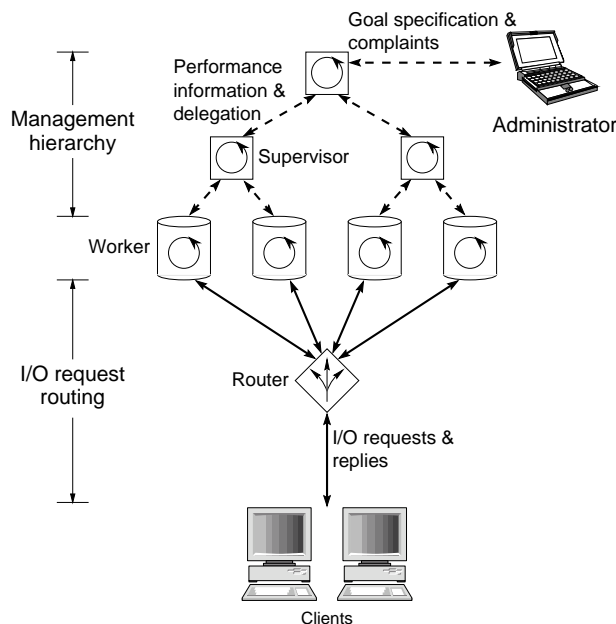 Goal specification &
complaints
Performance
information &
delegation
Administrator
Management
hierarchy
Supervisor
Worker
I/O request
routing
Router
I/O requests &
replies
Clients